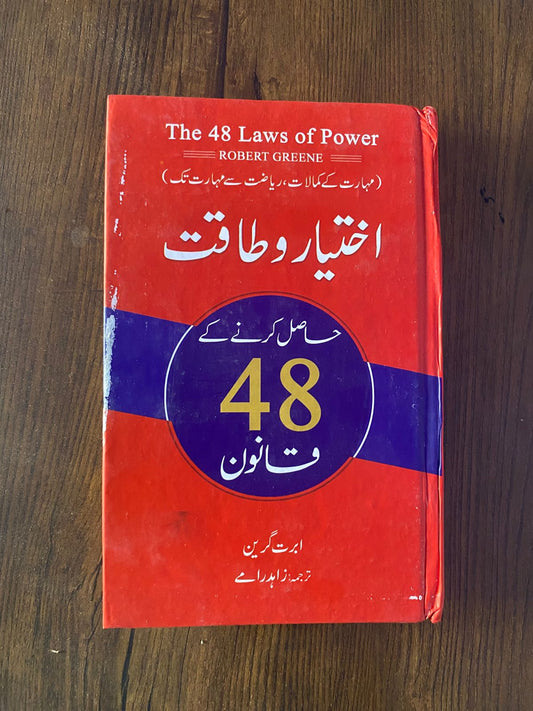 The 48 Laws of Power
ROBERT GREENE
(مہارت کے کمالات، ریاضت سے مہارت تک)
اختیار و طاقت
حاصل کرنے کے
48
قانون
ابرٹ گرین
ترجمہ: زاہد رامے